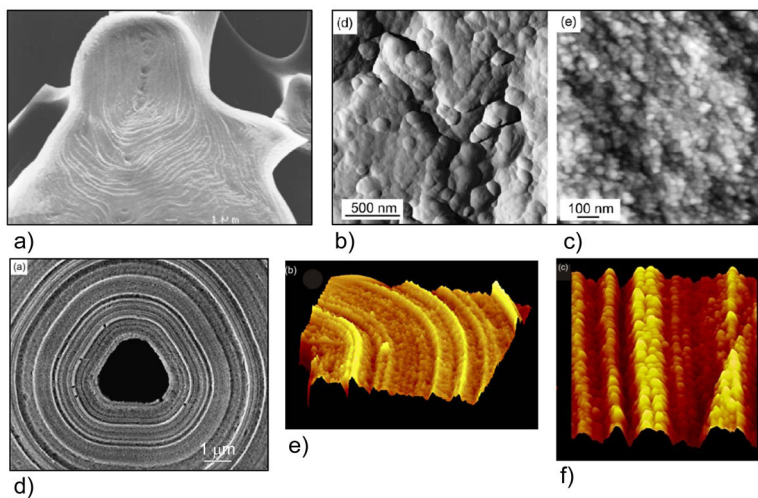 (d)
(e)
1 µm
500 nm
100 nm
a)
b)
c)
(a)
(b)
(c)
1 µm
e)
d)
f)